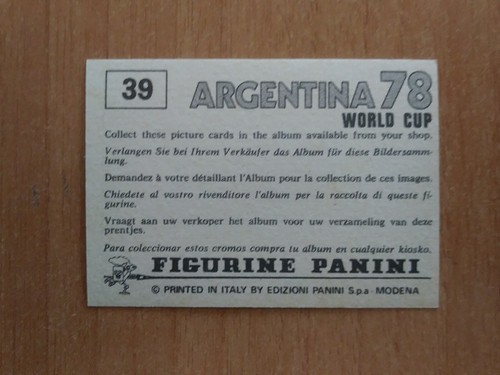 39
ARGENTINA 78
WORLD CUP
Collect these picture cards in the album available from your shop.
Verlangen Sie bei Ihrem Verkäufer das Album für diese Bildersamm-
lung.
Demandez à votre détaillant l'Album pour la collection de ces images.
Chiedete al vostro rivenditore l'album per la raccolta di queste fi-
gurine.
Vraagt aan uw verkoper het album voor uw verzameling van deze
prentjes.
Para coleccionar estos cromos compra tu album en cualquier kiosko.
FIGURINE PANINI
© PRINTED IN ITALY BY EDIZIONI PANINI S.p.a - MODENA